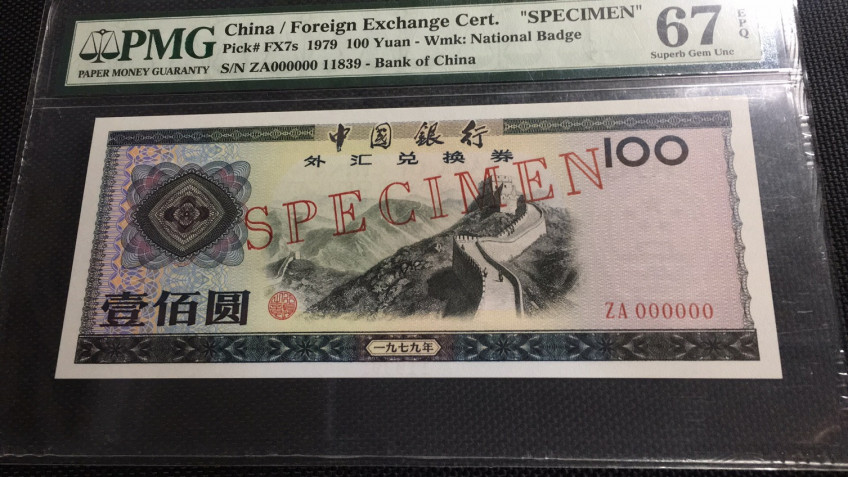 PMG
PAPER MONEY GUARANTY
China / Foreign Exchange Cert. "SPECIMEN"
Pick# FX7s 1979 100 Yuan - Wmk: National Badge
S/N ZA000000 11839 - Bank of China
67 EPQ
Superb Gem Unc
中國銀行
外汇兑换券
100
SPECIMEN
壹佰圆
ZA 000000
一九七九年